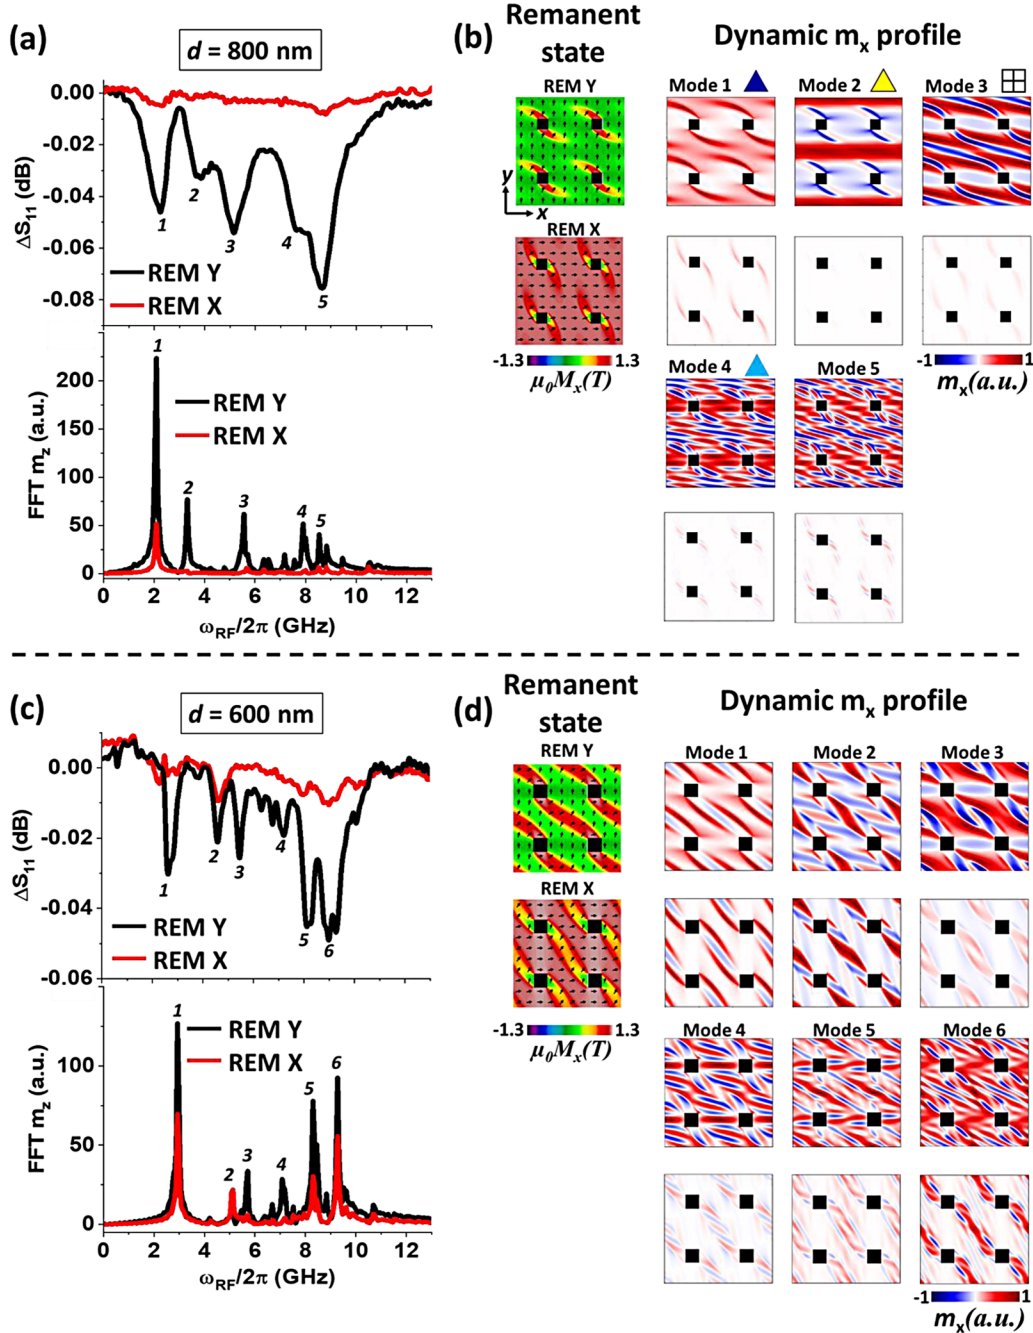 (a)
d = 800 nm
0.00
-0.02
-0.04
-0.06
-0.08
ΔS11 (dB)
1
2
3
4
5
REM Y
REM X
200
150
100
50
0
FFT mz (a.u.)
1
2
3
4
5
REM Y
REM X
0 2 4 6 8 10 12
ωRF/2π (GHz)
(b)
Remanent
state
Dynamic mx profile
REM Y
y
x
REM X
-1.3 1.3
μ0Mx(T)
Mode 1
Mode 2
Mode 3
-1 1
mx(a.u.)
Mode 4
Mode 5
(c)
d = 600 nm
0.00
-0.02
-0.04
-0.06
ΔS11 (dB)
1
2
3
4
5
6
REM Y
REM X
100
50
0
FFT mz (a.u.)
1
2
3
4
5
6
REM Y
REM X
0 2 4 6 8 10 12
ωRF/2π (GHz)
(d)
Remanent
state
Dynamic mx profile
REM Y
REM X
-1.3 1.3
μ0Mx(T)
Mode 1
Mode 2
Mode 3
Mode 4
Mode 5
Mode 6
-1 1
mx(a.u.)